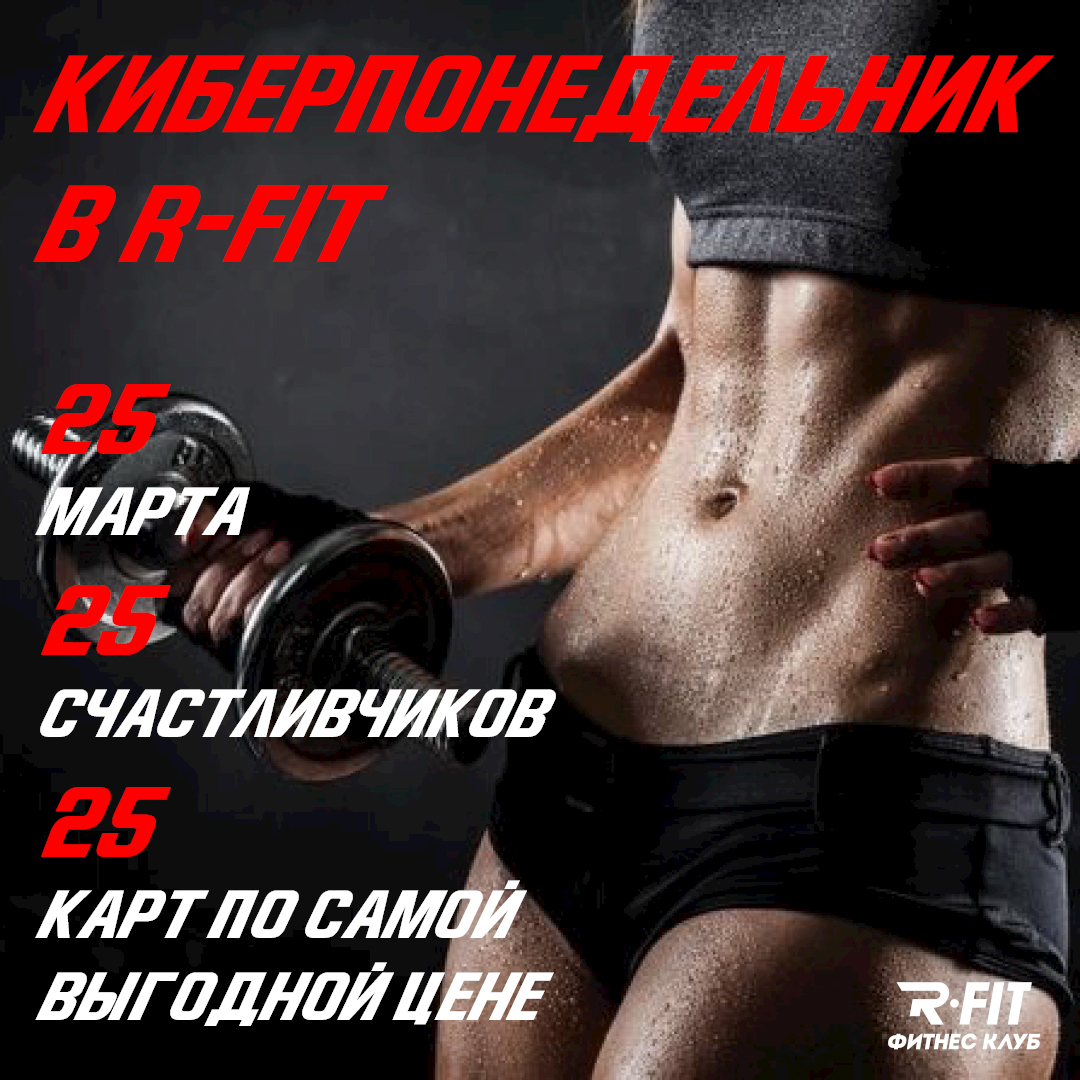 КИБЕРПОНЕДЕЛЬНИК
В R-FIT
25
МАРТА
25
СЧАСТЛИВЧИКОВ
25
КАРТ ПО САМОЙ
ВЫГОДНОЙ ЦЕНЕ
R·FIT
ФИТНЕС КЛУБ